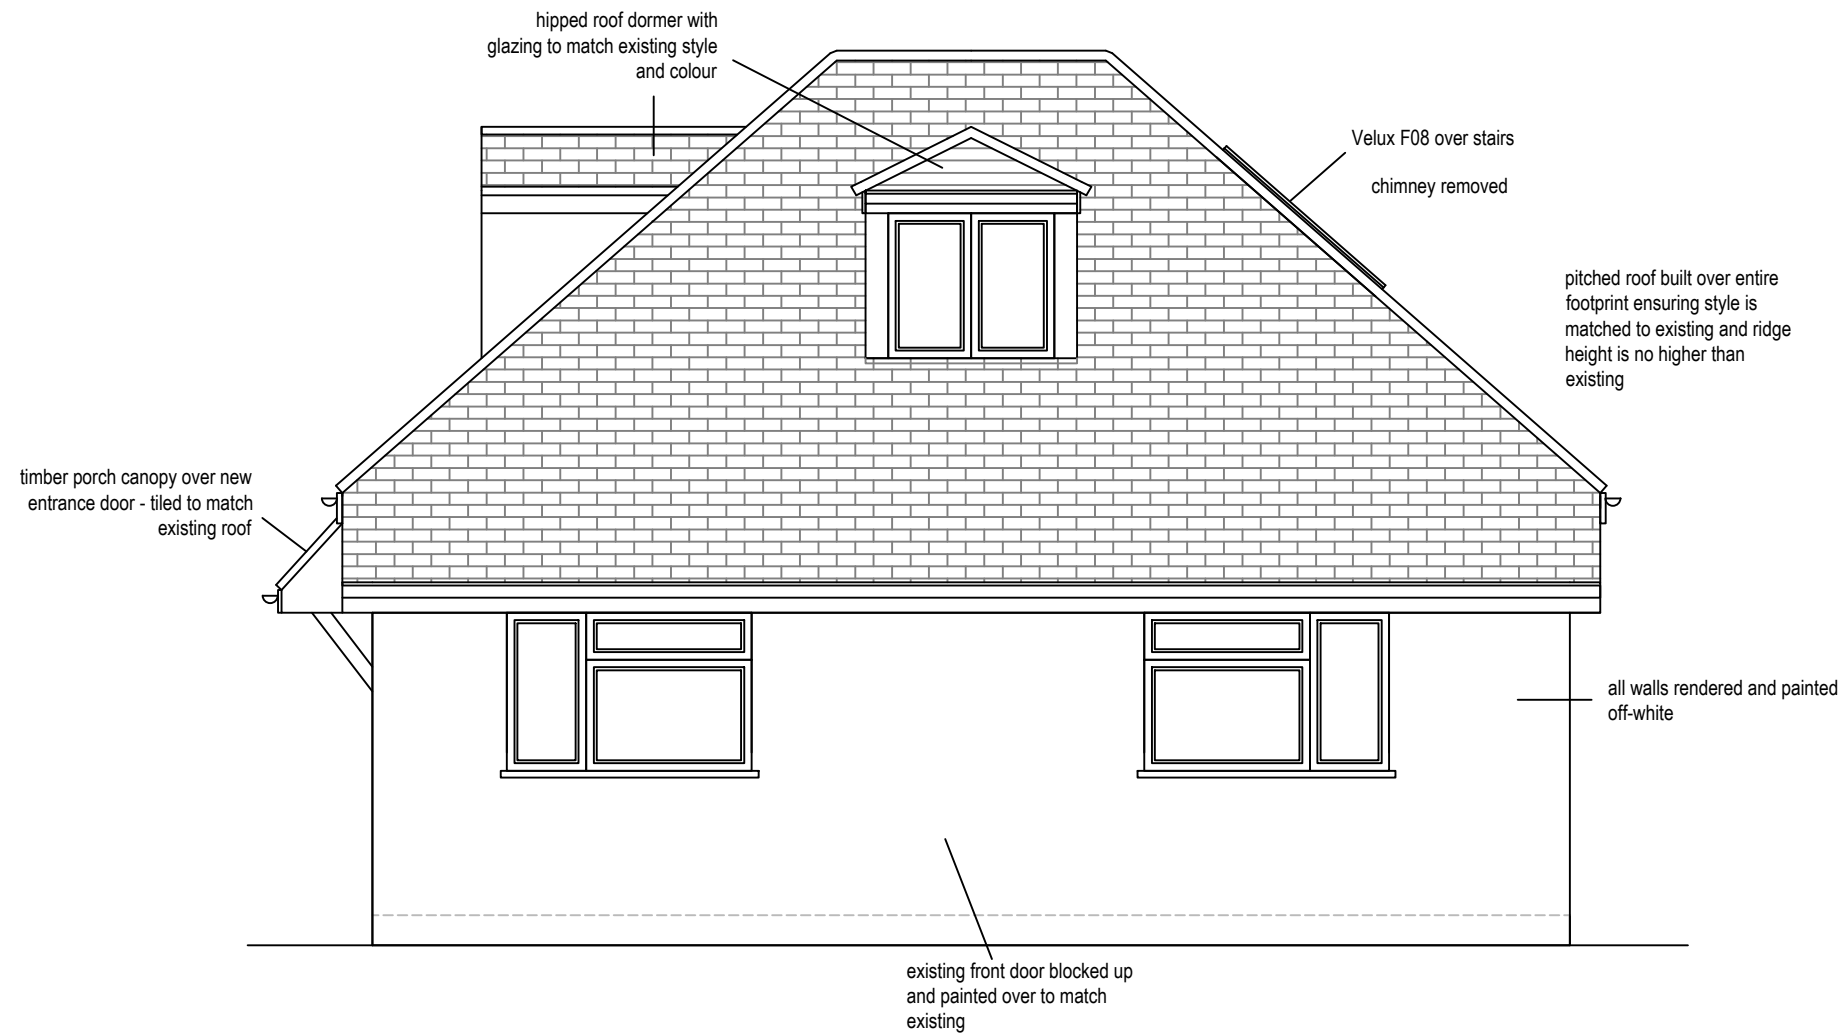 hipped roof dormer with
glazing to match existing style
and colour
Velux F08 over stairs
chimney removed
pitched roof built over entire
footprint ensuring style is
matched to existing and ridge
height is no higher than
existing
timber porch canopy over new
entrance door - tiled to match
existing roof
all walls rendered and painted
off-white
existing front door blocked up
and painted over to match
existing